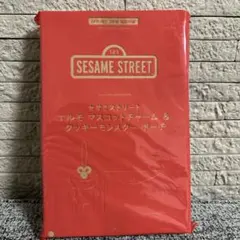 123
SESAME STREET
セサミストリート
エルモ マスコットチャーム &
クッキーモンスター ポーチ